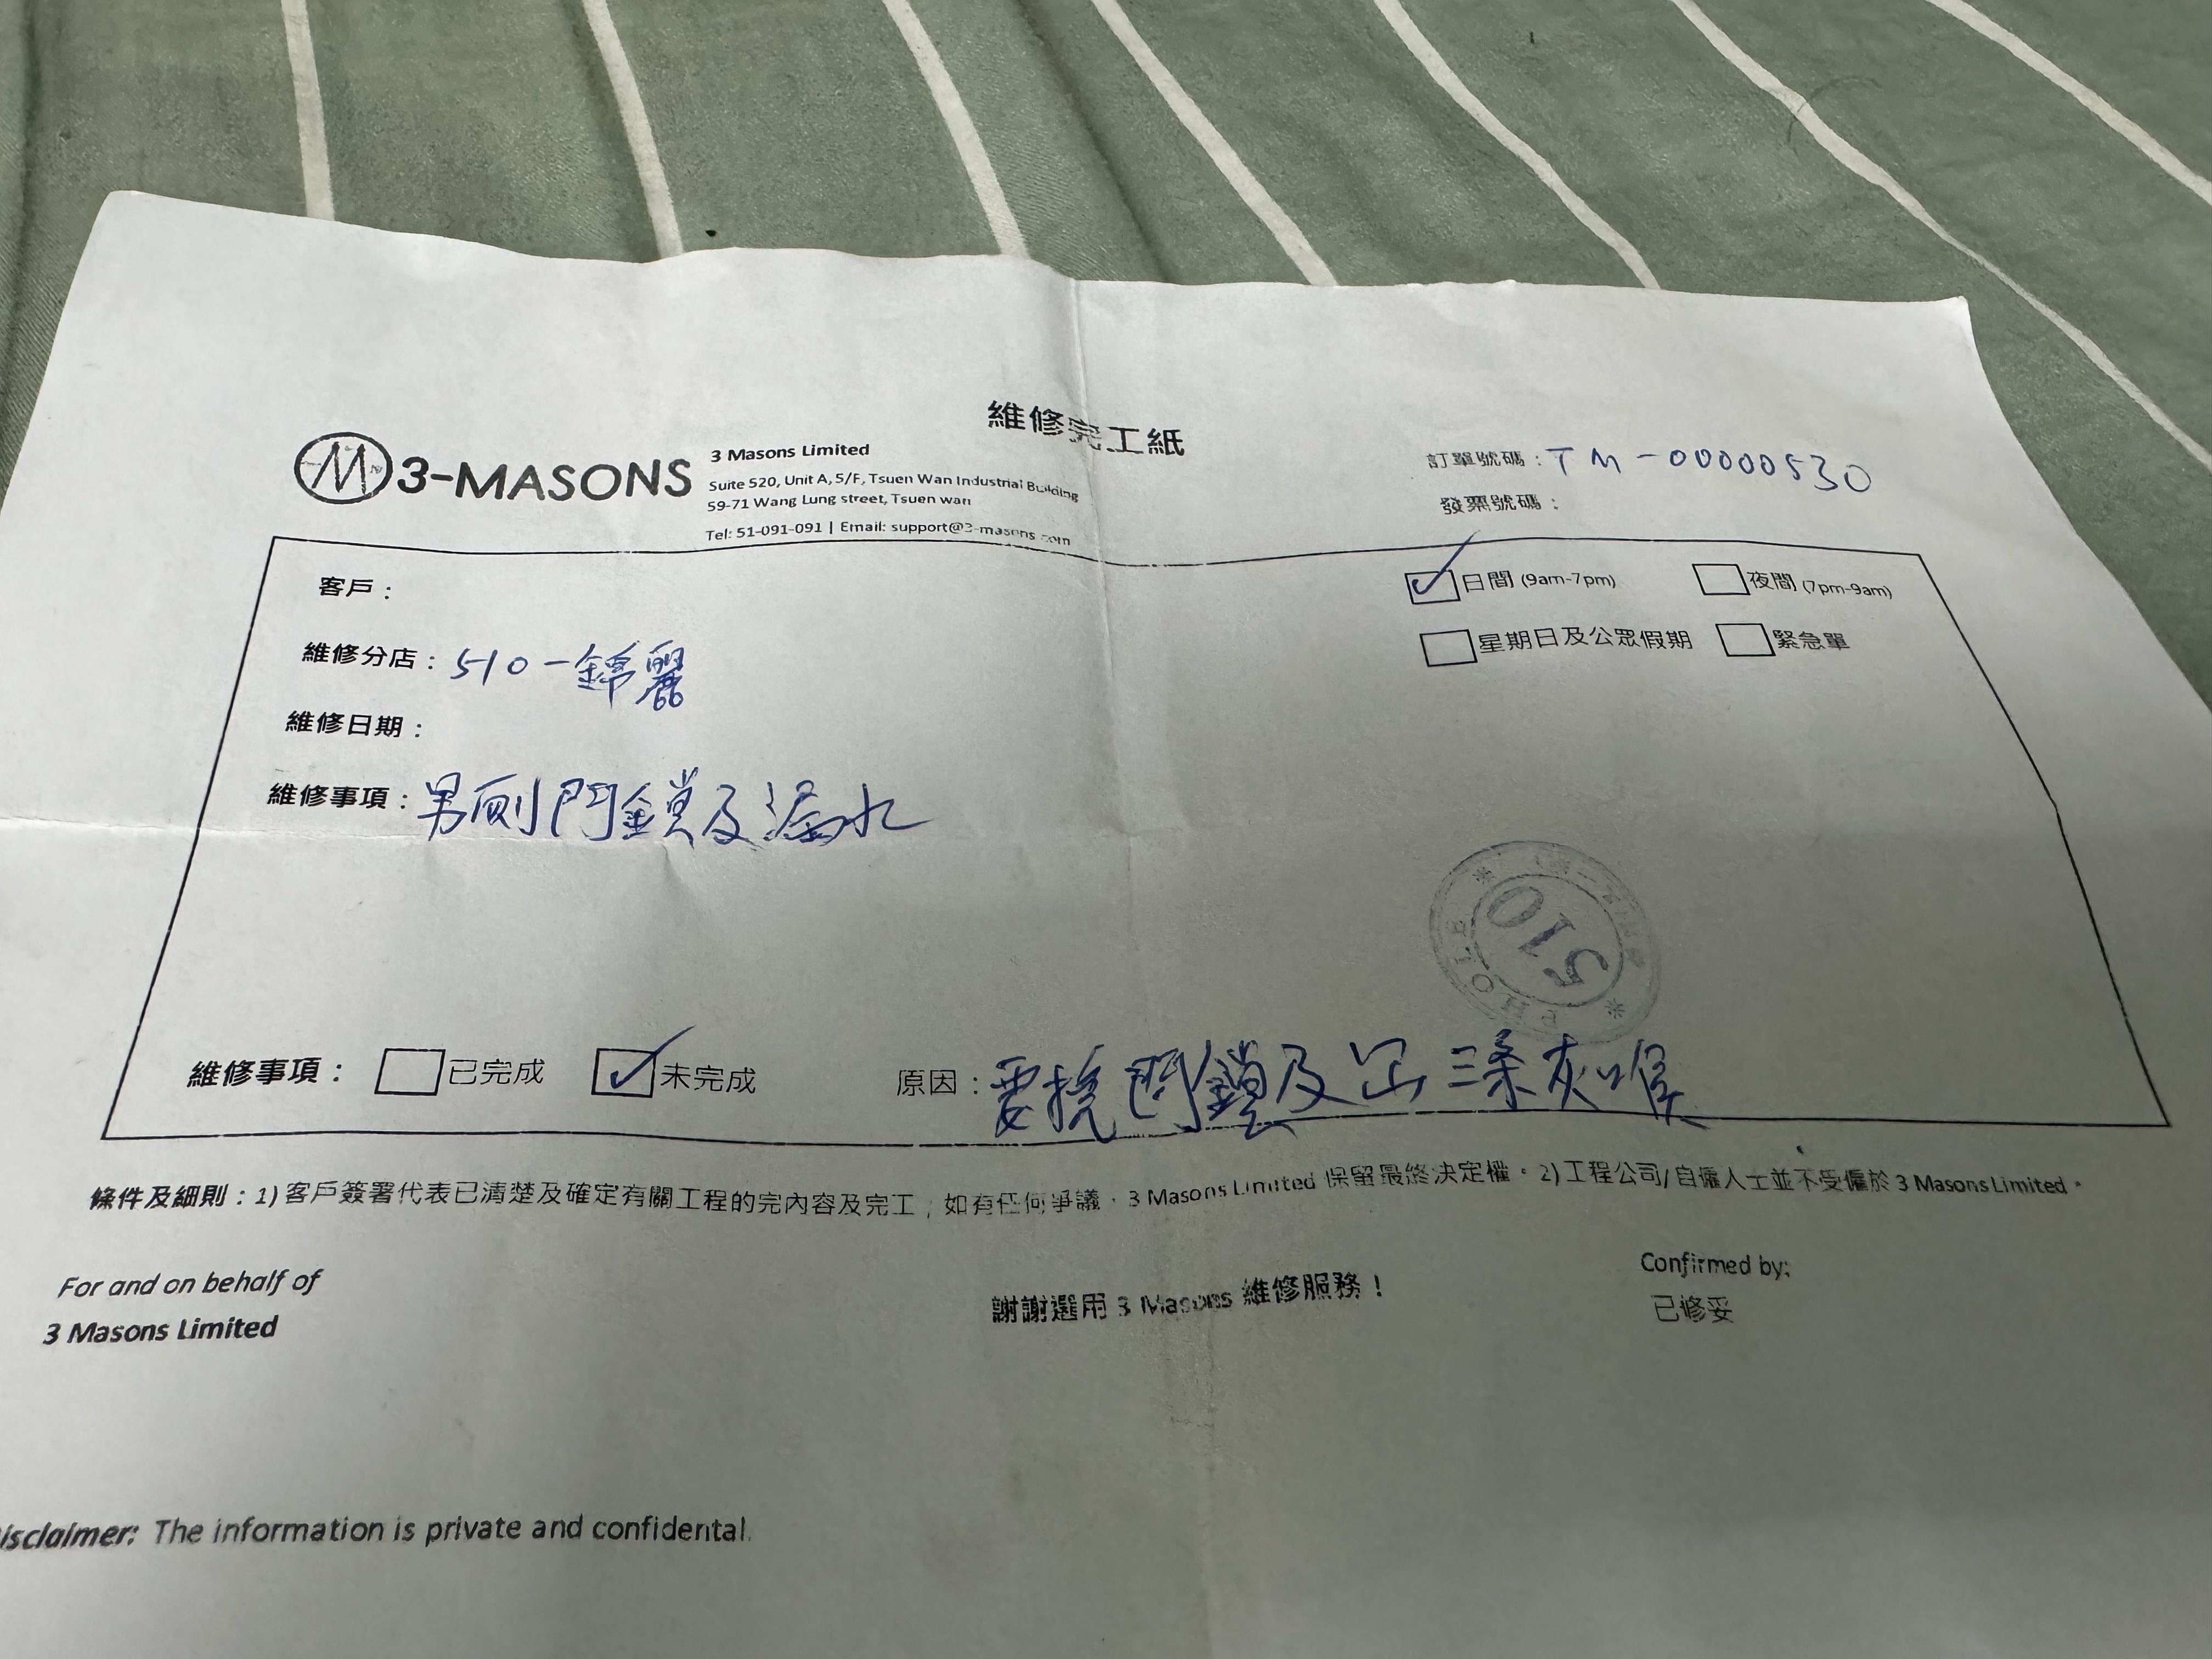 維修完工紙
3-MASONS
3 Masons Limited
Suite 520, Unit A, 5/F, Tsuen Wan Industrial Building
59-71 Wang Lung street, Tsuen wan
Tel: 51-091-091 | Email: support@3-masons.com
訂單號碼：TM-00000530
發票號碼：
客戶：
日間 (9am-7pm) 夜間 (7pm-9am)
星期日及公眾假期 緊急單
維修分店：510-錦麗
維修日期：
維修事項：男廁門鎖及漏水
510
維修事項： 已完成 未完成 原因：要換門鎖及 三条灰喉
條件及細則：1) 客戶簽署代表已清楚及確定有關工程的完內容及完工；如有任何爭議，3 Masons Limited 保留最終決定權。2) 工程公司/自僱人士並不受僱於 3 Masons Limited。
For and on behalf of
3 Masons Limited
謝謝選用 3 Masons 維修服務！
Confirmed by:
已修妥
isclaimer: The information is private and confidental.